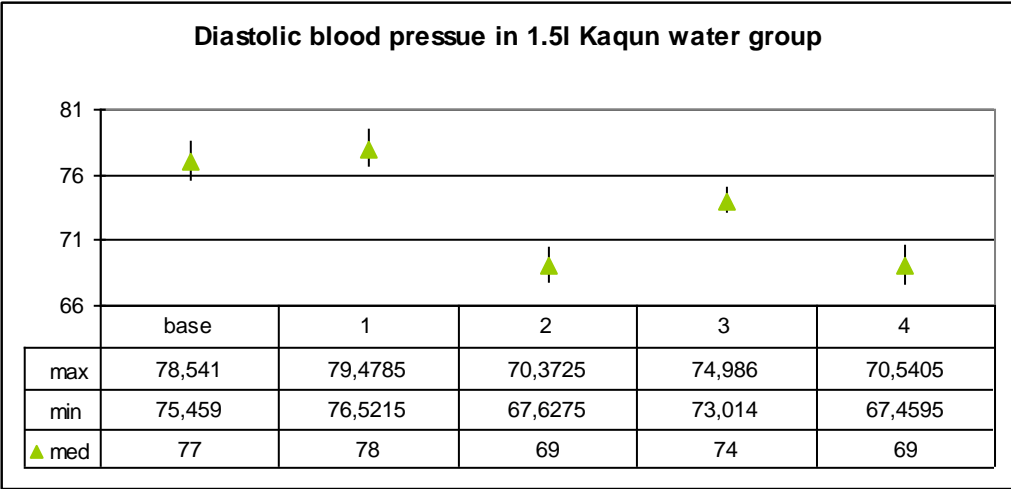 Diastolic blood pressue in 1.5l Kaqun water group
81
76
71
66
base 1 2 3 4
max 78,541 79,4785 70,3725 74,986 70,5405
min 75,459 76,5215 67,6275 73,014 67,4595
med 77 78 69 74 69